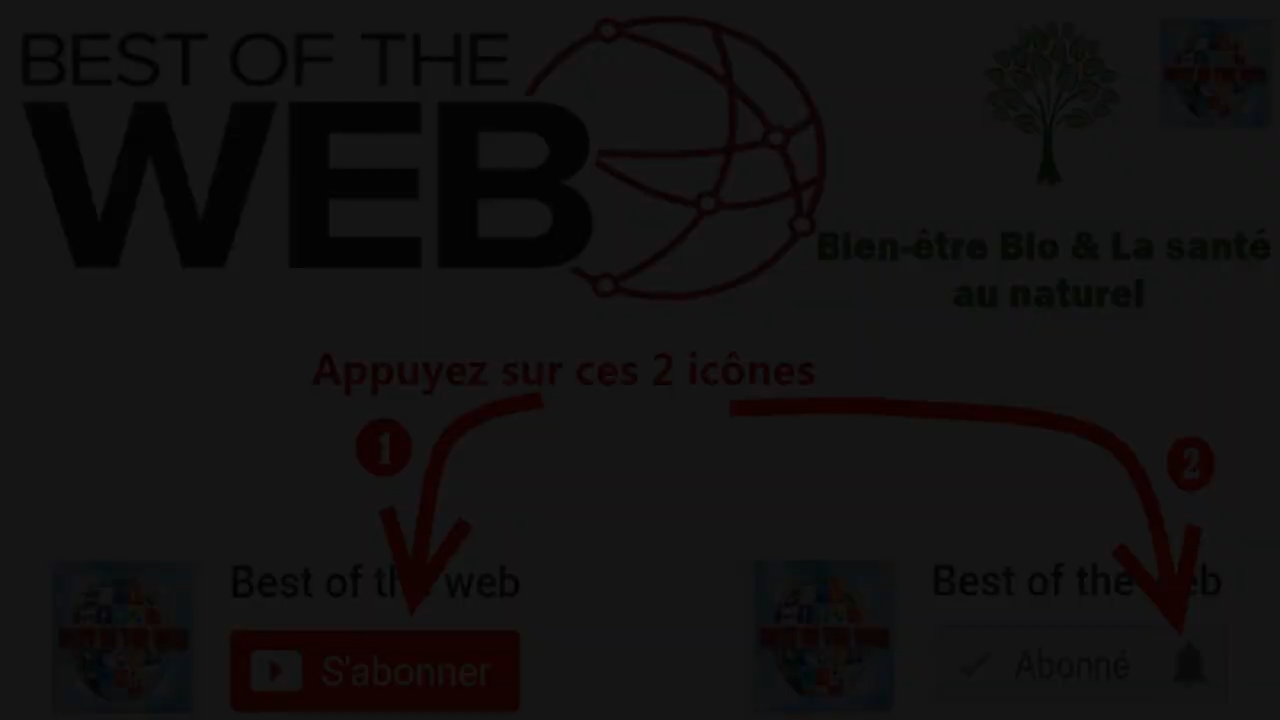 BEST OF THE
WEB
Bien-être Bio & La santé
au naturel
Appuyez sur ces 2 icônes
1
2
Best of the web
S'abonner
Best of the web
Abonné